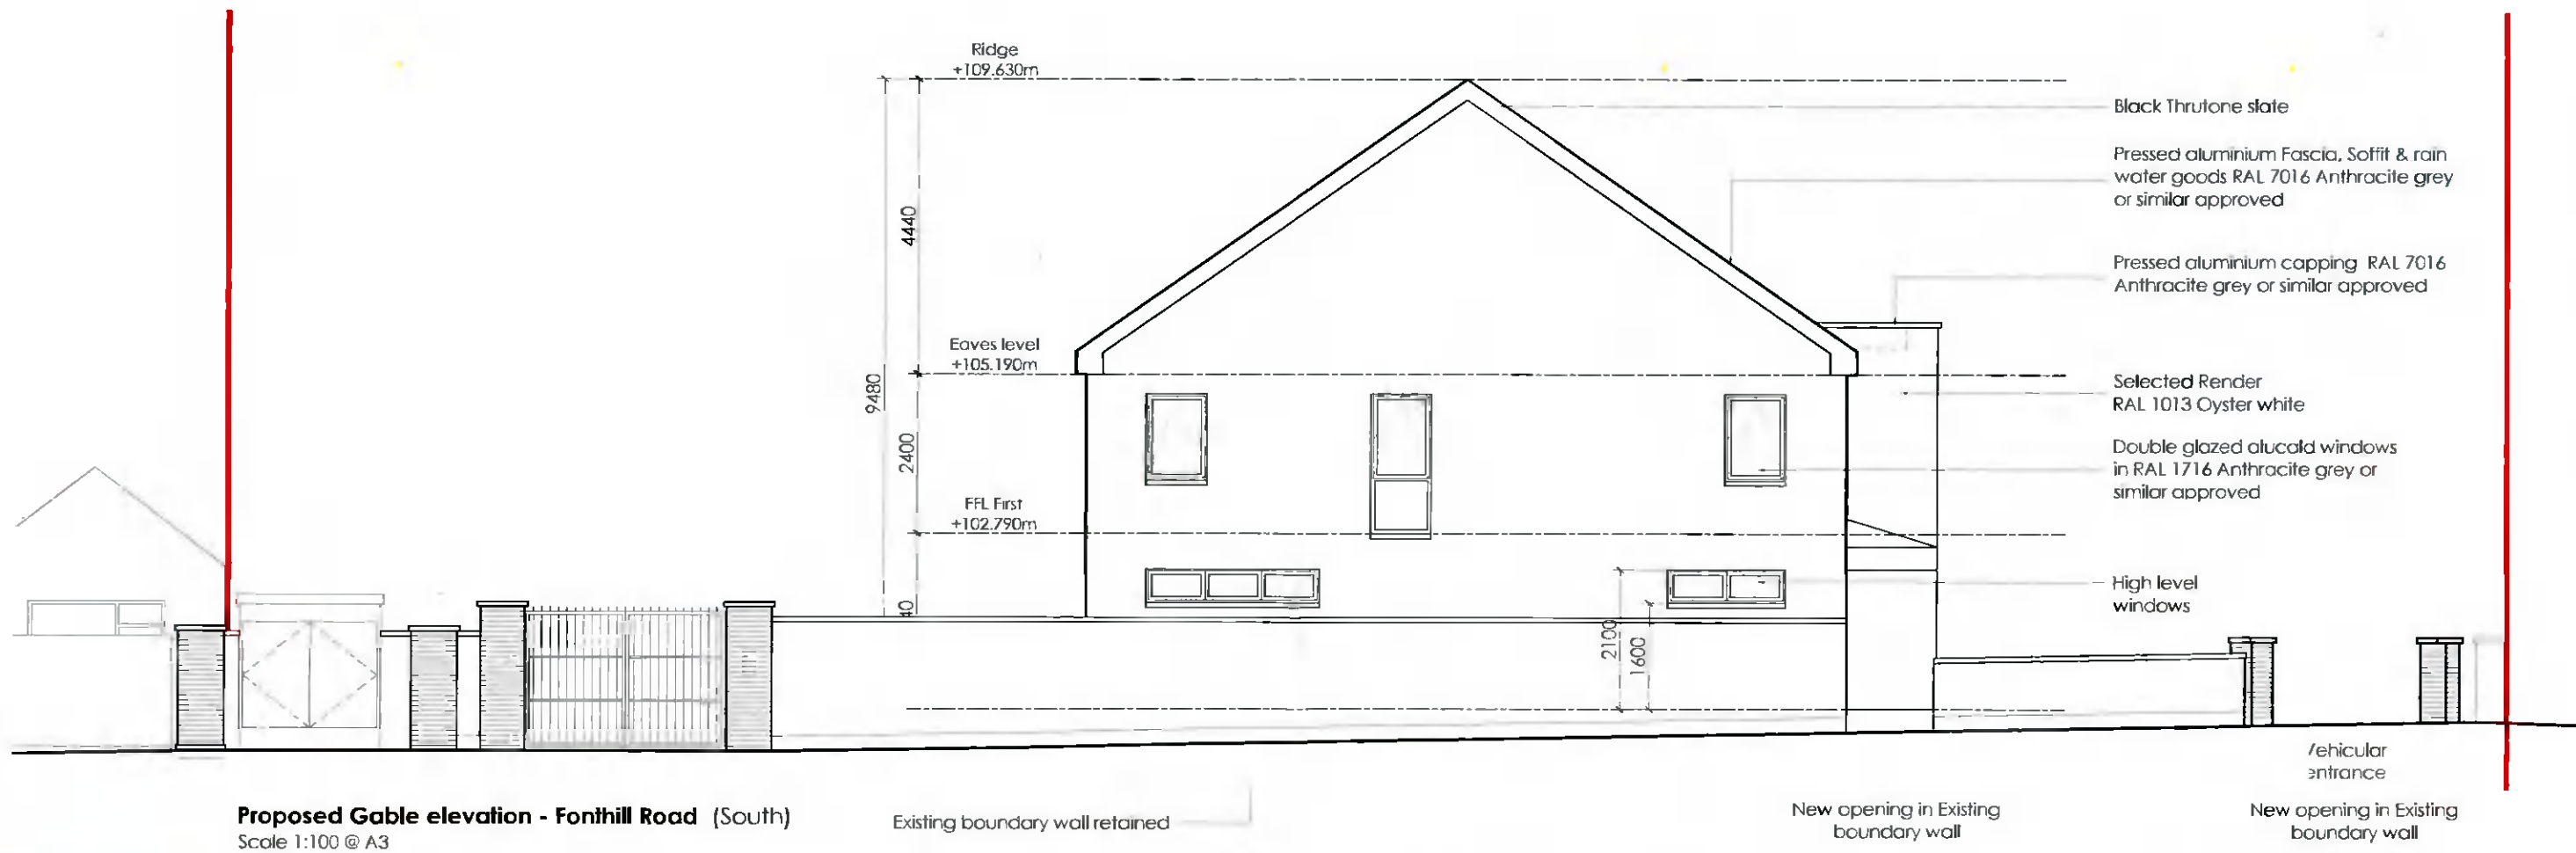 Ridge
+109.630m
Black Thrutone slate
Pressed aluminium Fascia, Soffit & rain
water goods RAL 7016 Anthracite grey
or similar approved
4440
Pressed aluminium capping RAL 7016
Anthracite grey or similar approved
Eaves level
+105.190m
9480
Selected Render
RAL 1013 Oyster white
2400
Double glazed alucald windows
in RAL 1716 Anthracite grey or
similar approved
FFL First
+102.790m
High level
windows
40
2100
1600
/ehicular
entrance
Proposed Gable elevation - Fonthill Road (South)
Scale 1:100 @ A3
Existing boundary wall retained
New opening in Existing
boundary wall
New opening in Existing
boundary wall